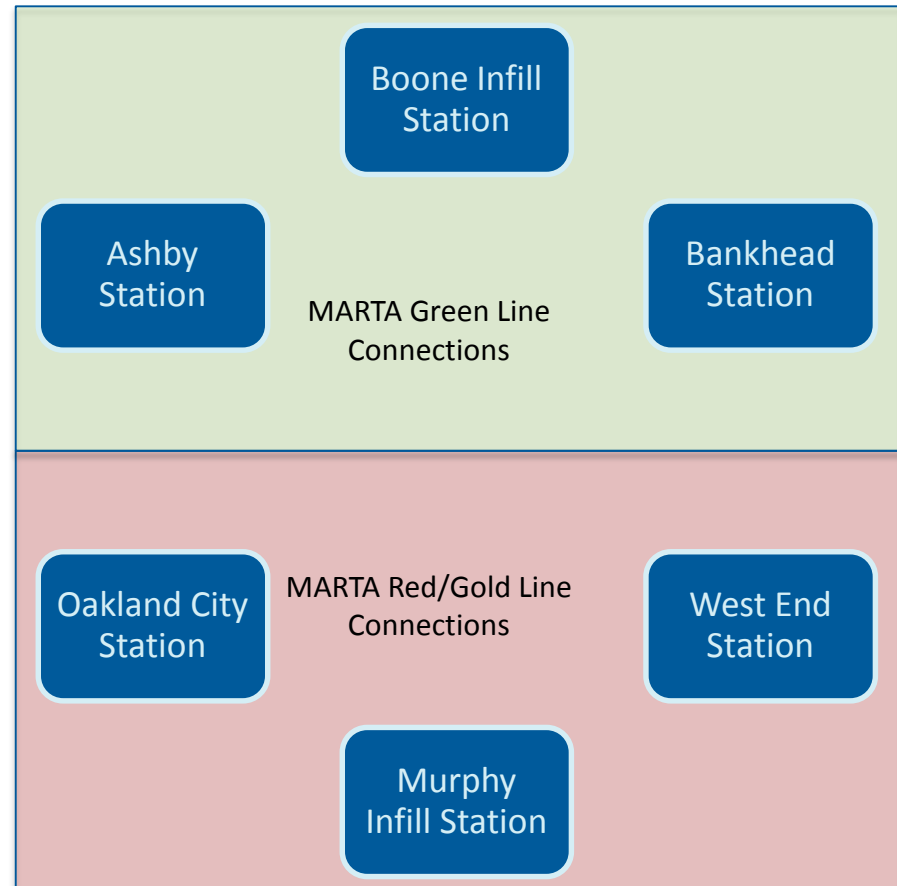 Boone Infill
Station
Ashby
Station
Bankhead
Station
MARTA Green Line
Connections
Oakland City
Station
MARTA Red/Gold Line
Connections
West End
Station
Murphy
Infill Station